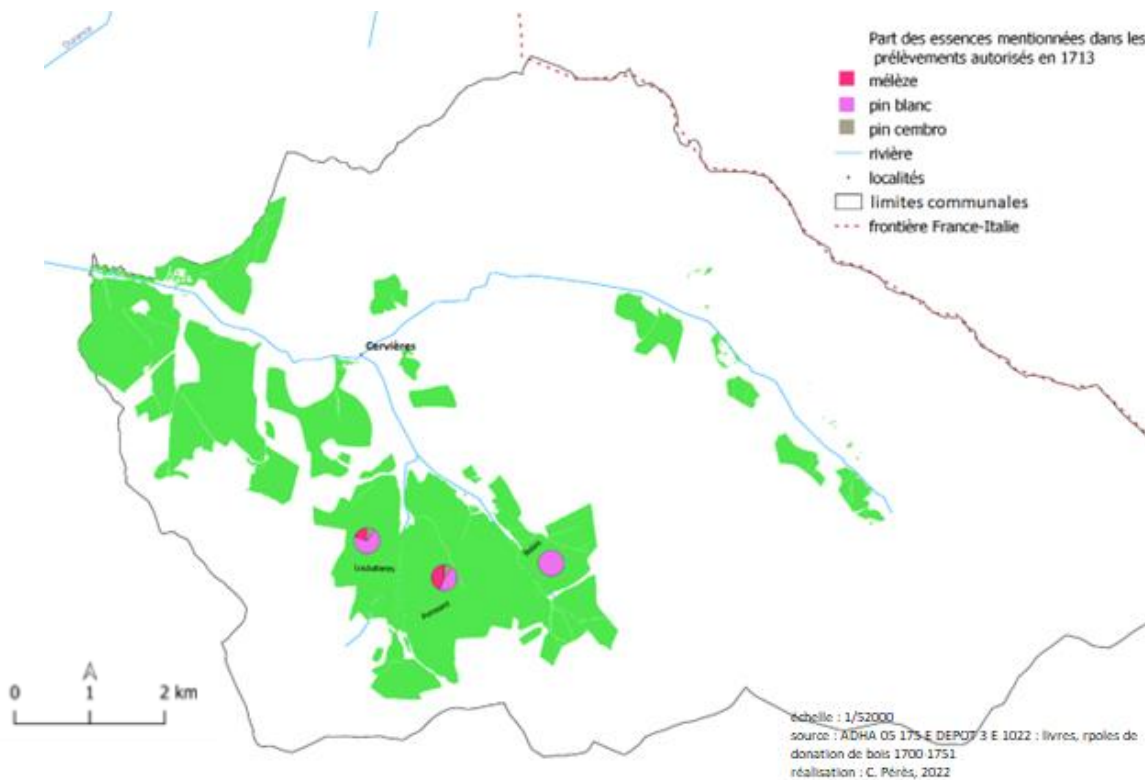 Durance
Part des essences mentionnées dans les
prélèvements autorisés en 1713
mélèze
pin blanc
pin cembro
rivière
localités
limites communales
frontière France-Italie
Cervières
0 1 2 km
échelle : 1/52000
source : ADHA 05 175 E DEPOT 3 E 1022 : livres, rpoles de
donation de bois 1700-1751
réalisation : C. Pérès, 2022